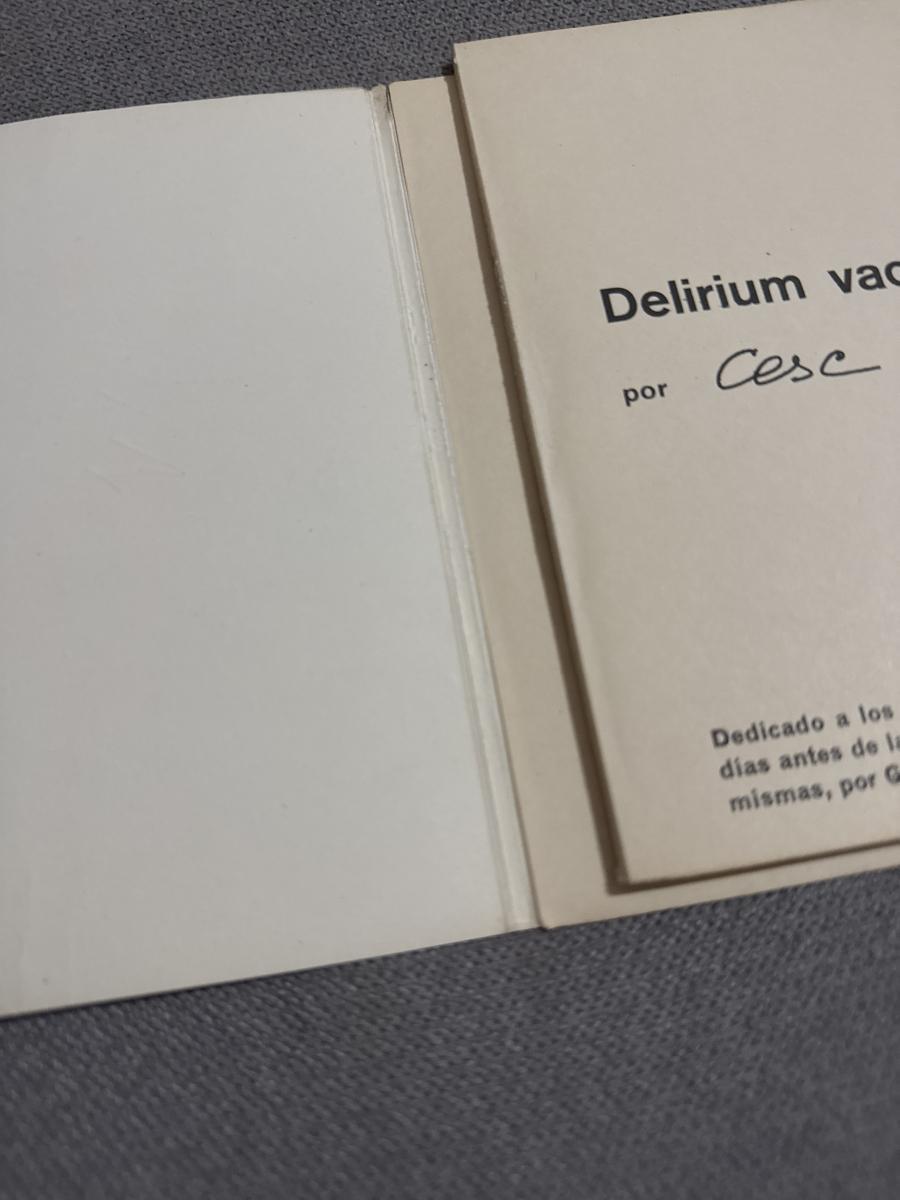 Delirium vac
por Cesc
Dedicado a los
días antes de la
mismas, por G